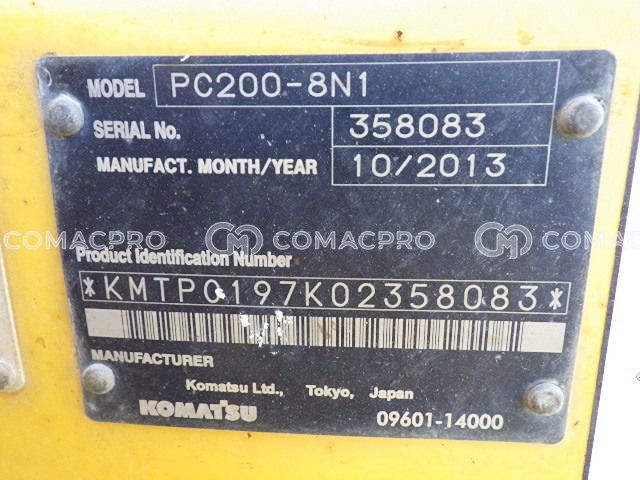 MODEL PC200-8N1
SERIAL No. 358083
MANUFACT. MONTH/YEAR 10/2013
COMACPRO COMACPRO COMACPRO
Product Identification Number
*KMTPC197K02358083*
MANUFACTURER
Komatsu Ltd., Tokyo, Japan
KOMATSU 09601-14000